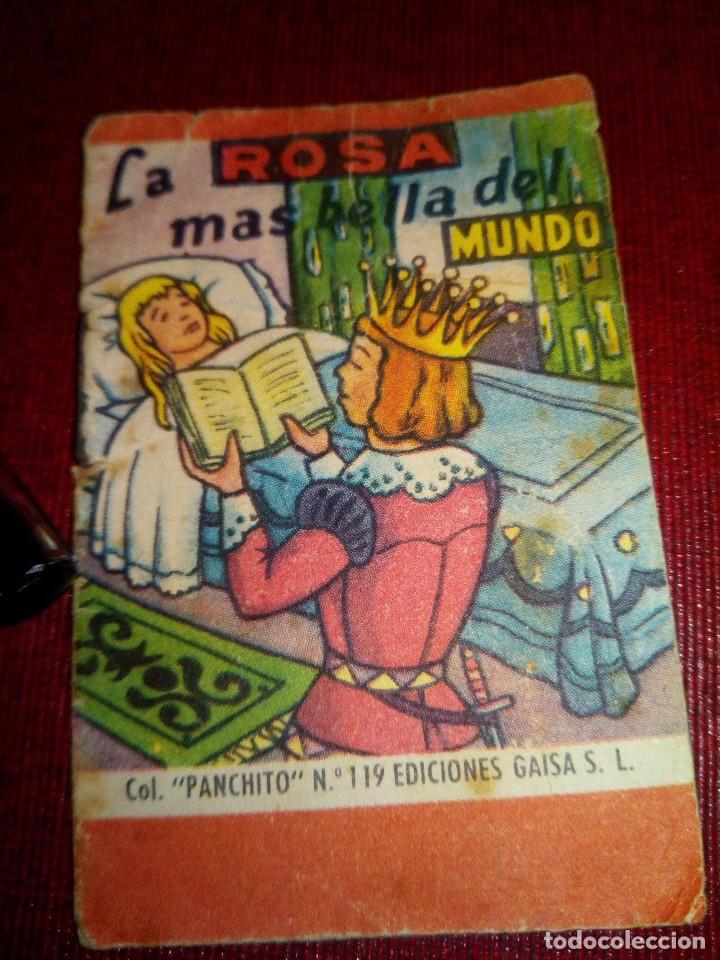 La ROSA
mas bella del
MUNDO
Col. "PANCHITO" N.º 119 EDICIONES GAISA S. L.
todocoleccion